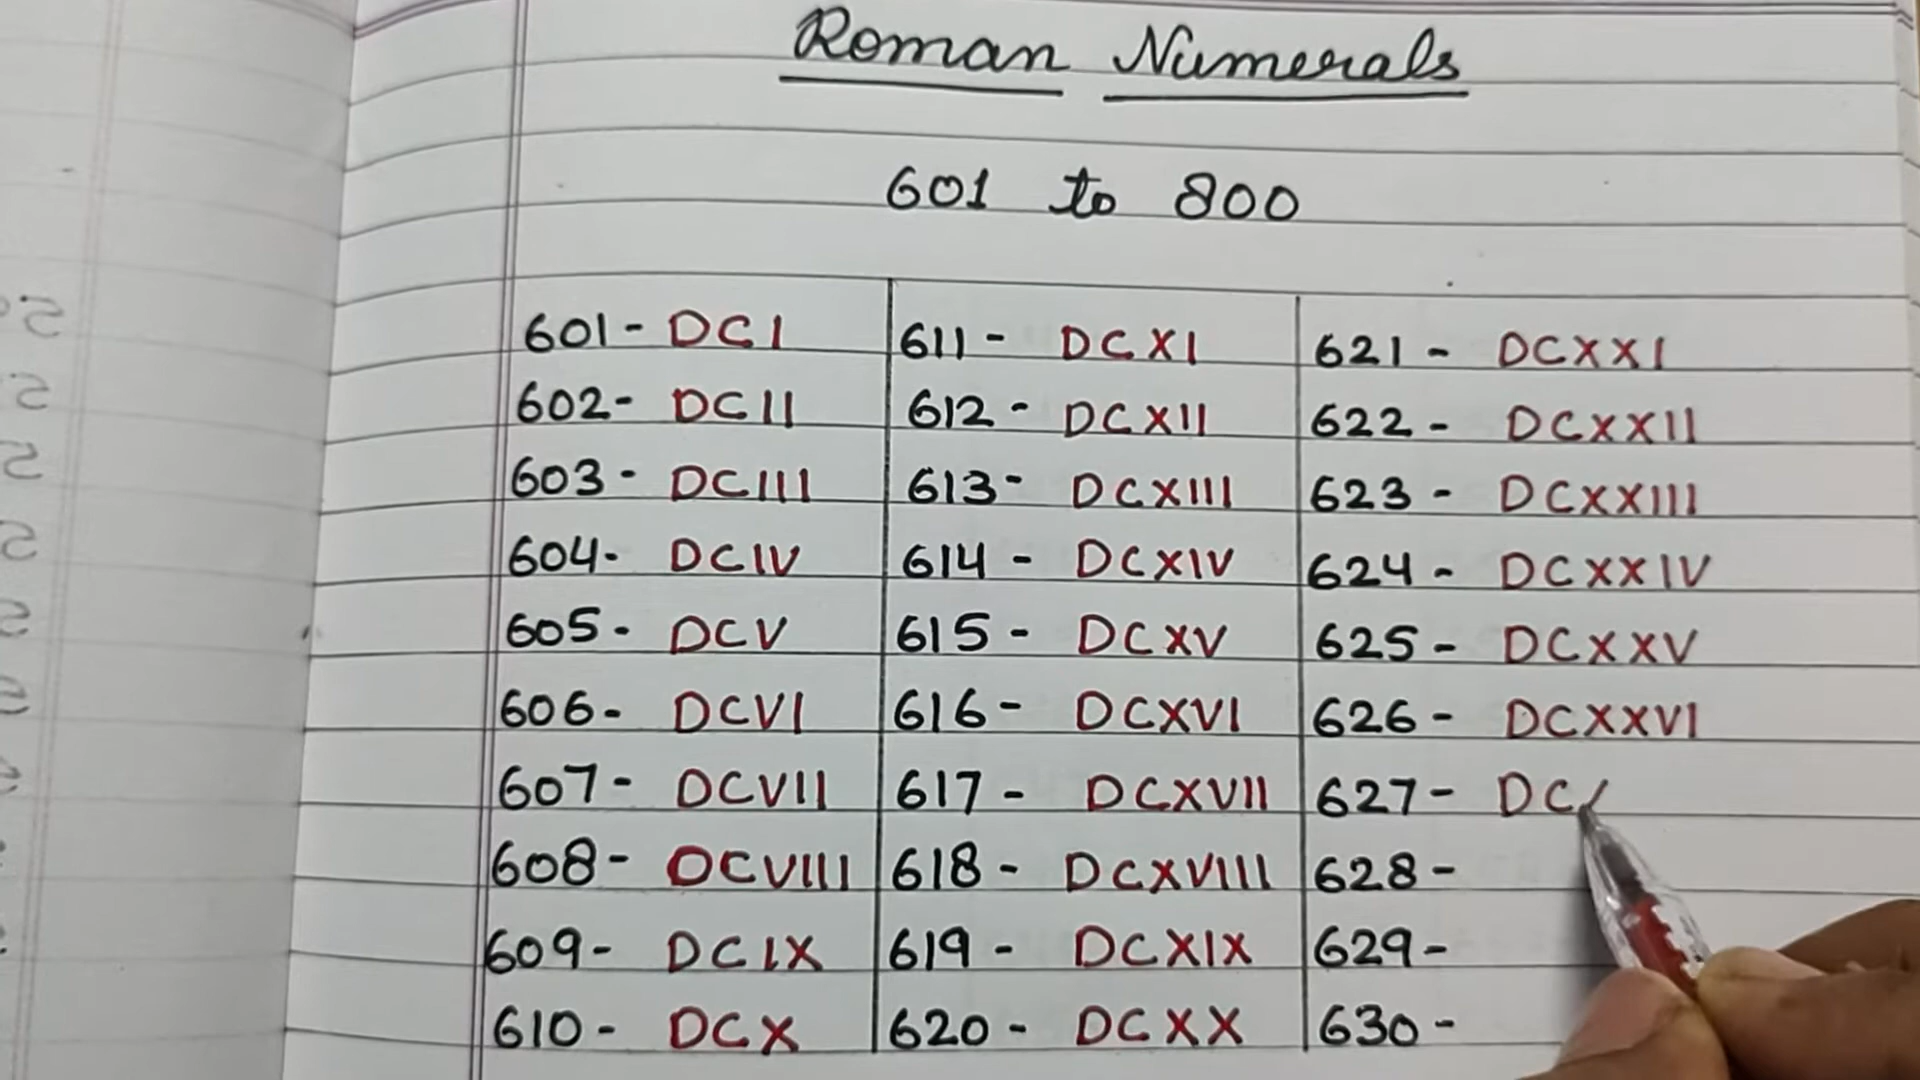 Roman Numerals
601 to 800
601 - DCI
602 - DCII
603 - DCIII
604 - DCIV
605 - DCV
606 - DCVI
607 - DCVII
608 - DCVIII
609 - DCIX
610 - DCX
611 - DCXI
612 - DCXII
613 - DCXIII
614 - DCXIV
615 - DCXV
616 - DCXVI
617 - DCXVII
618 - DCXVIII
619 - DCXIX
620 - DCXX
621 - DCXXI
622 - DCXXII
623 - DCXXIII
624 - DCXXIV
625 - DCXXV
626 - DCXXVI
627 - DC
628 -
629 -
630 -